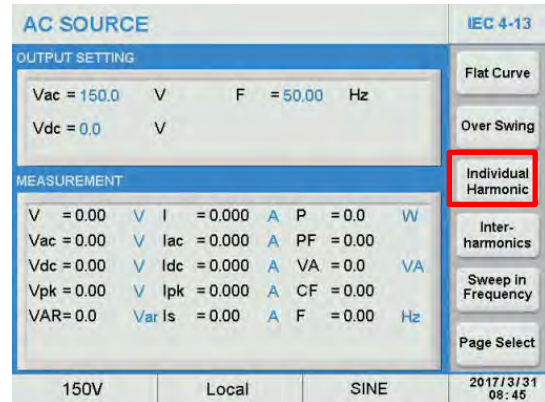 AC SOURCE
IEC 4-13
OUTPUT SETTING
Vac = 150.0 V F = 50.00 Hz
Vdc = 0.0 V
MEASUREMENT
V = 0.00 V I = 0.000 A P = 0.0 W
Vac = 0.00 V Iac = 0.000 A PF = 0.00
Vdc = 0.00 V Idc = 0.000 A VA = 0.0 VA
Vpk = 0.00 V Ipk = 0.000 A CF = 0.00
VAR= 0.0 Var Is = 0.00 A F = 0.00 Hz
Flat Curve
Over Swing
Individual
Harmonic
Inter-
harmonics
Sweep in
Frequency
Page Select
150V Local SINE
2017/3/31
08:45